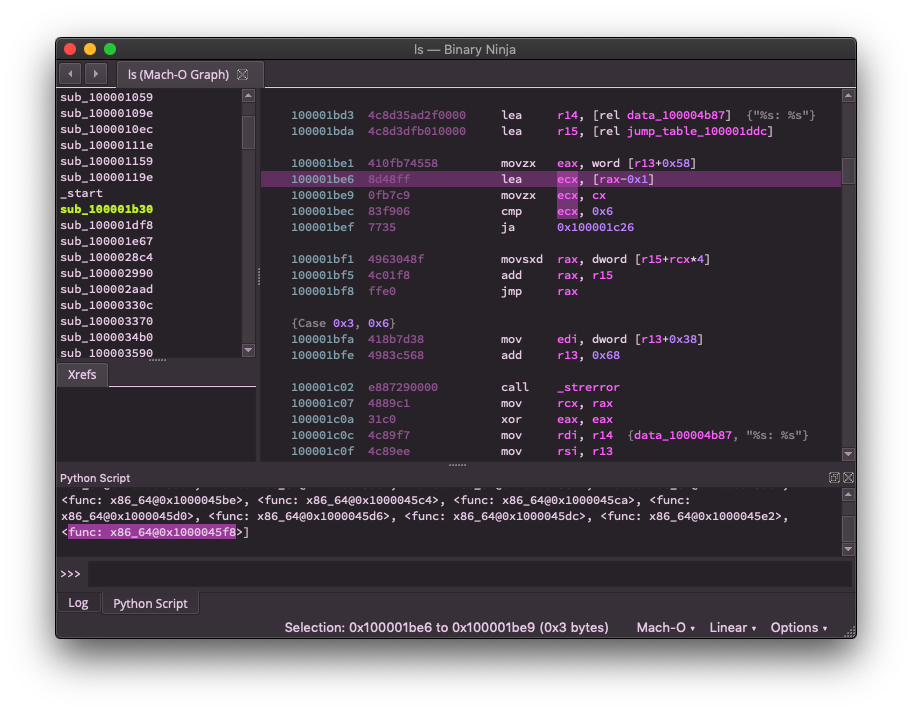 ls — Binary Ninja
ls (Mach-O Graph)
sub_100001059
sub_10000109e
sub_1000010ec
sub_10000111e
sub_100001159
sub_10000119e
_start
sub_100001b30
sub_100001df8
sub_100001e67
sub_1000028c4
sub_100002990
sub_100002aad
sub_10000330c
sub_100003370
sub_1000034b0
sub_100003590
Xrefs
100001bd3 4c8d35ad2f0000 lea r14, [rel data_100004b87] {"%s: %s"}
100001bda 4c8d3dfb010000 lea r15, [rel jump_table_100001ddc]
100001be1 410fb74558 movzx eax, word [r13+0x58]
100001be6 8d48ff lea ecx, [rax-0x1]
100001be9 0fb7c9 movzx ecx, cx
100001bec 83f906 cmp ecx, 0x6
100001bef 7735 ja 0x100001c26
100001bf1 4963048f movsxd rax, dword [r15+rcx*4]
100001bf5 4c01f8 add rax, r15
100001bf8 ffe0 jmp rax
{Case 0x3, 0x6}
100001bfa 418b7d38 mov edi, dword [r13+0x38]
100001bfe 4983c568 add r13, 0x68
100001c02 e887290000 call _strerror
100001c07 4889c1 mov rcx, rax
100001c0a 31c0 xor eax, eax
100001c0c 4c89f7 mov rdi, r14 {data_100004b87, "%s: %s"}
100001c0f 4c89ee mov rsi, r13
Python Script
<func: x86_64@0x1000045be>, <func: x86_64@0x1000045c4>, <func: x86_64@0x1000045ca>, <func:
x86_64@0x1000045d0>, <func: x86_64@0x1000045d6>, <func: x86_64@0x1000045dc>, <func: x86_64@0x1000045e2>,
<func: x86_64@0x1000045f8>]
>>>
Log Python Script
Selection: 0x100001be6 to 0x100001be9 (0x3 bytes) Mach-O Linear Options